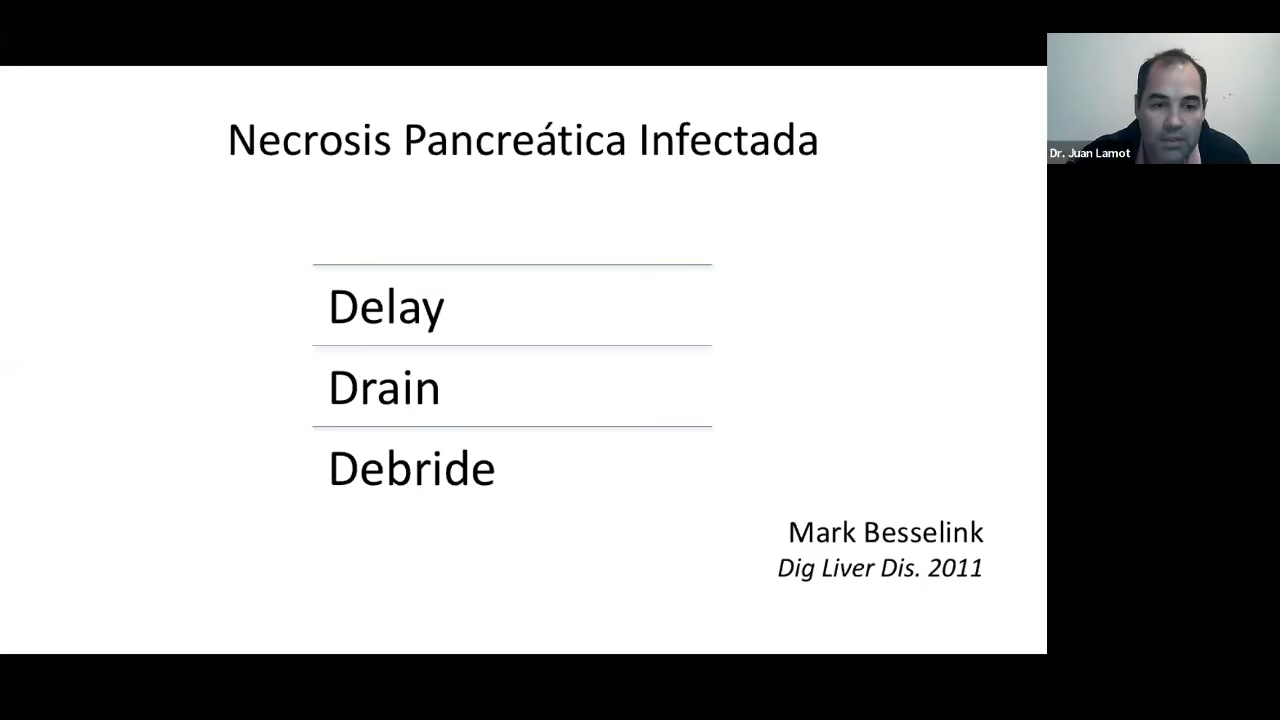 Necrosis Pancreática Infectada
Delay
Drain
Debride
Mark Besselink
Dig Liver Dis. 2011
Dr. Juan Lamot